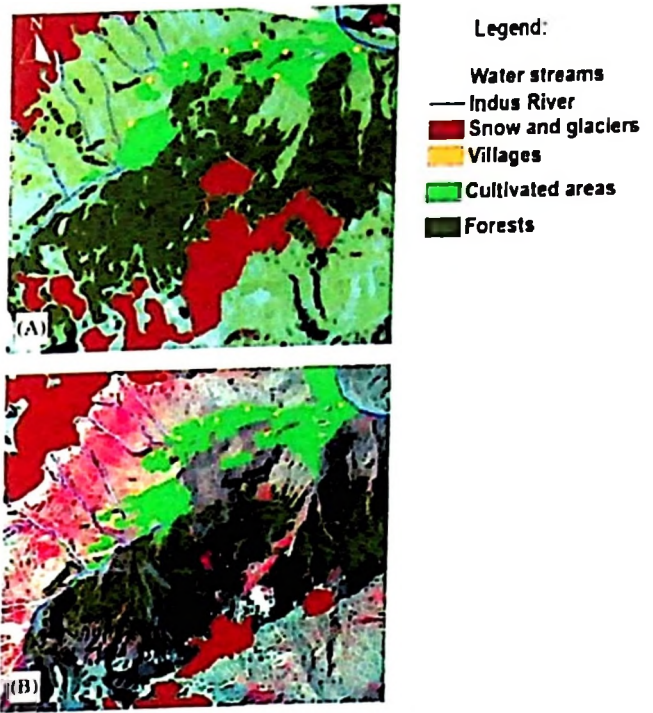 N
Legend:
Water streams
Indus River
Snow and glaciers
Villages
Cultivated areas
Forests
(A)
(B)